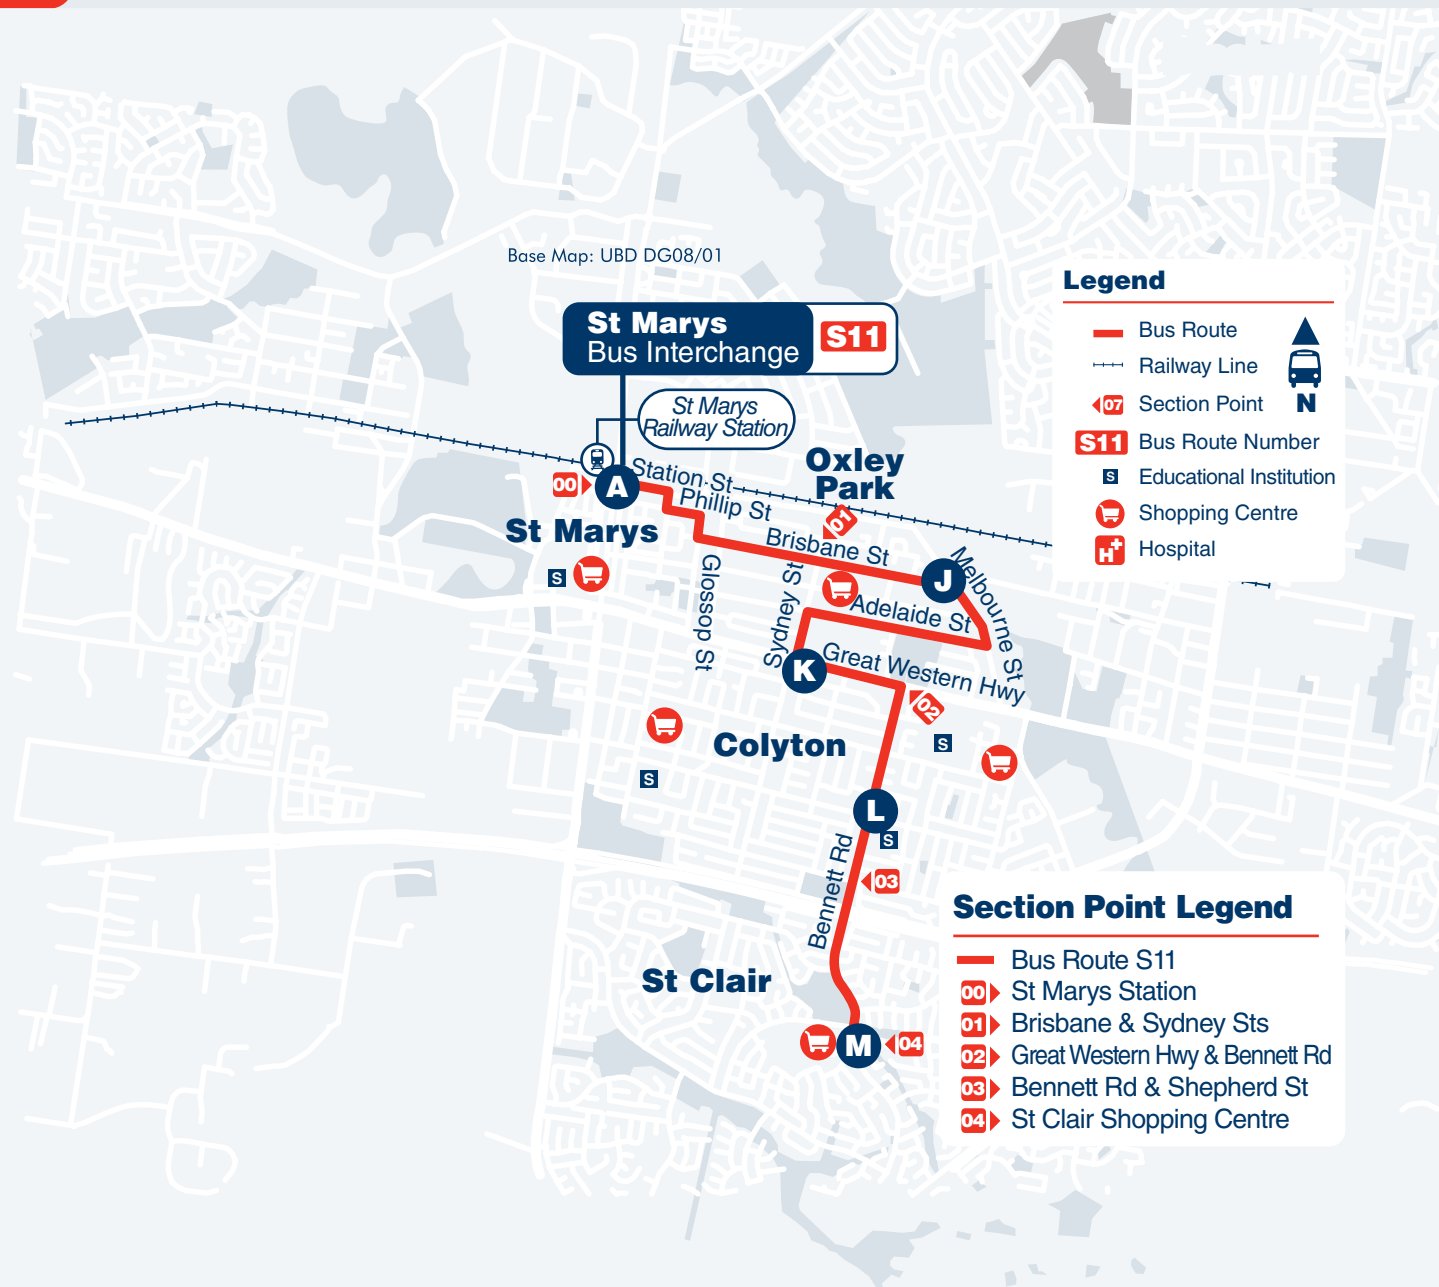 Base Map: UBD DG08/01
St Marys
Bus Interchange
S11
St Marys
Railway Station
Legend
Bus Route
Railway Line
07
Section Point
N
S11
Bus Route Number
S
Educational Institution
Shopping Centre
H
Hospital
Oxley
Park
00
A
Station St
Phillip St
01
St Marys
Brisbane St
S
Glossop St
Sydney St
J
Melbourne St
Adelaide St
K
Great Western Hwy
02
Colyton
S
S
L
S
Bennett Rd
03
St Clair
M
04
Section Point Legend
Bus Route S11
00 St Marys Station
01 Brisbane & Sydney Sts
02 Great Western Hwy & Bennett Rd
03 Bennett Rd & Shepherd St
04 St Clair Shopping Centre